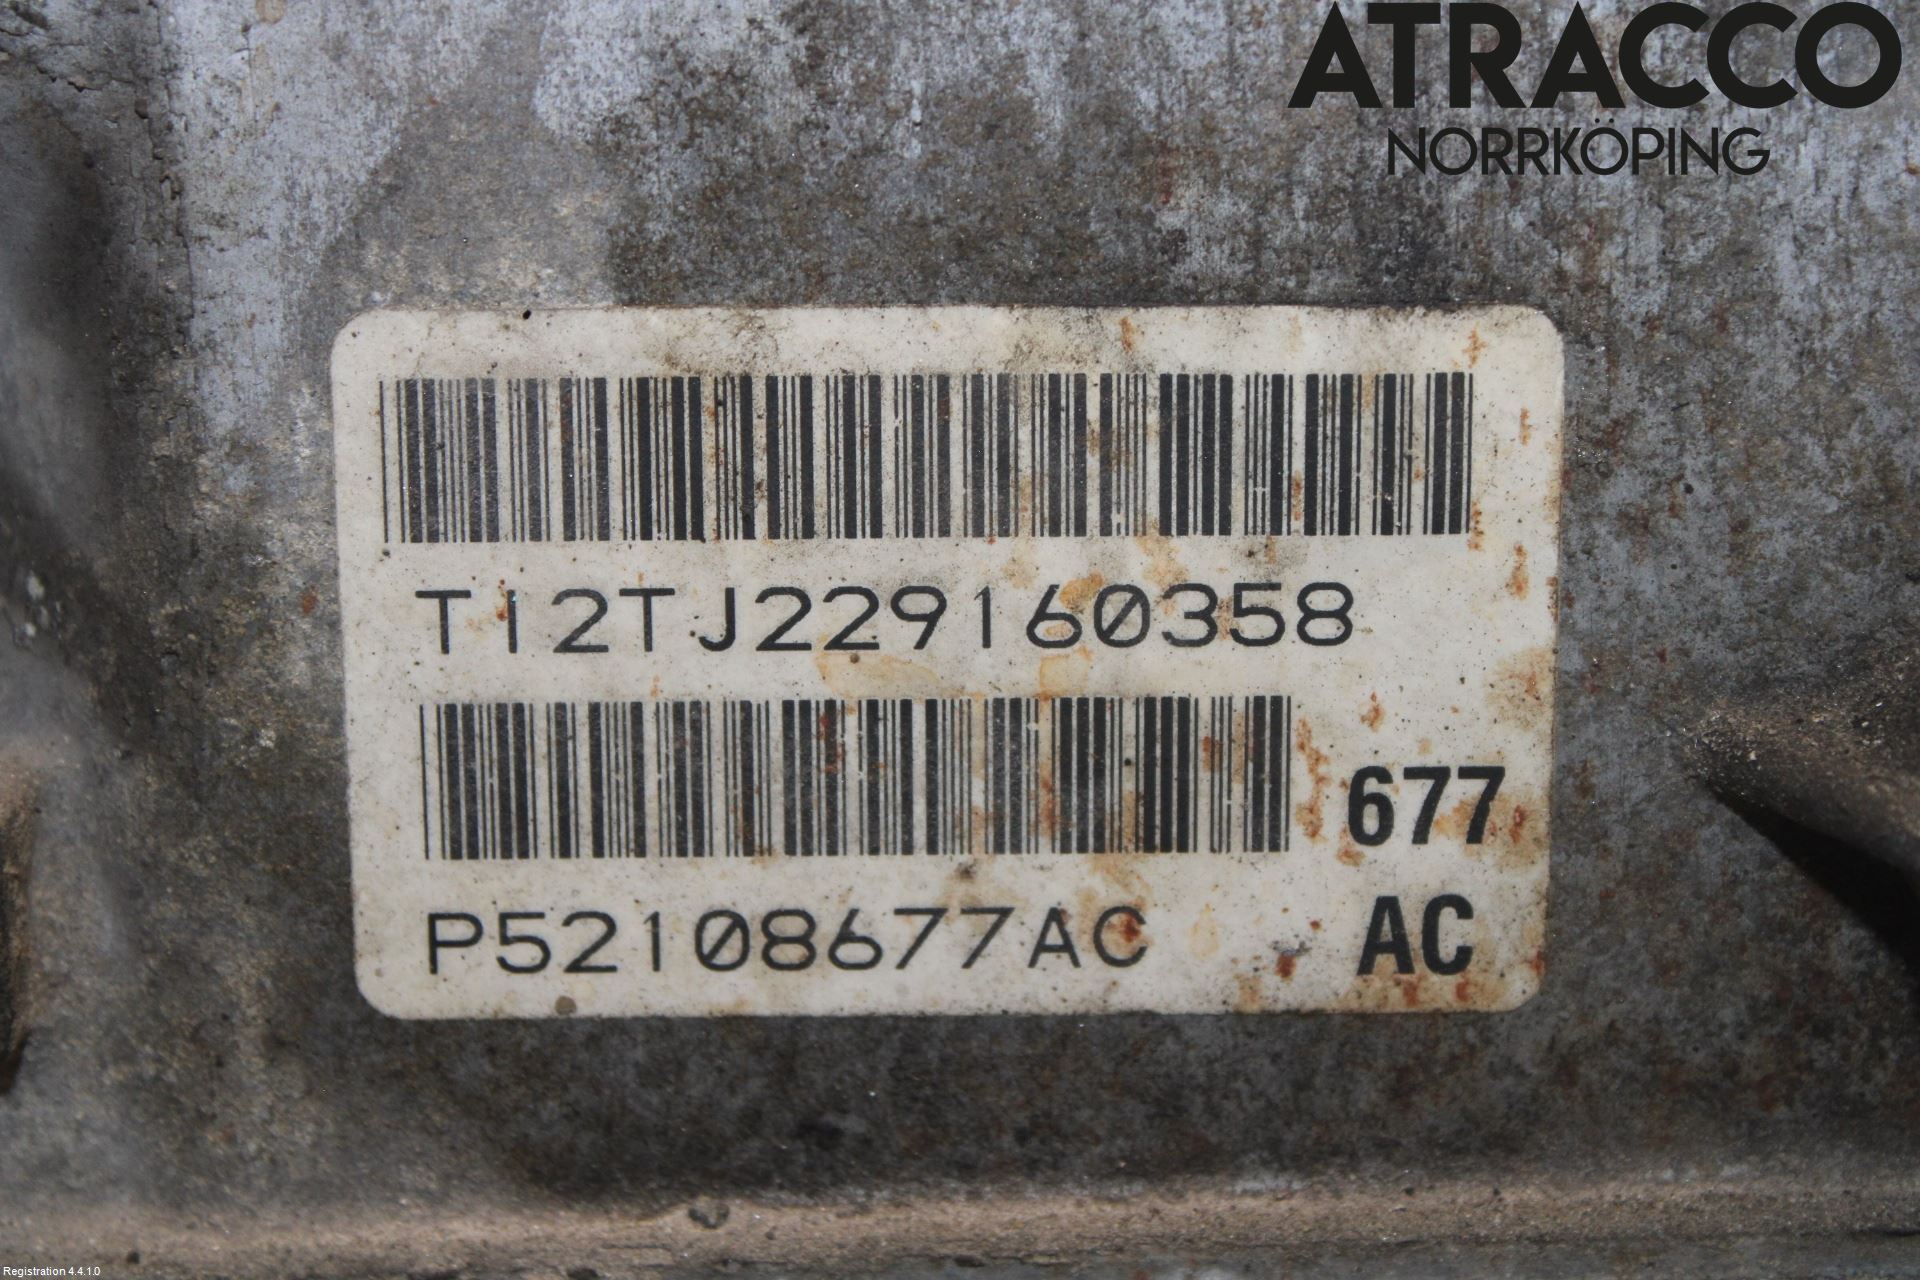 ATRACCO
NORRKÖPING
T12TJ229160358
677
P52108677AC
AC
Registration 4.4.1.0